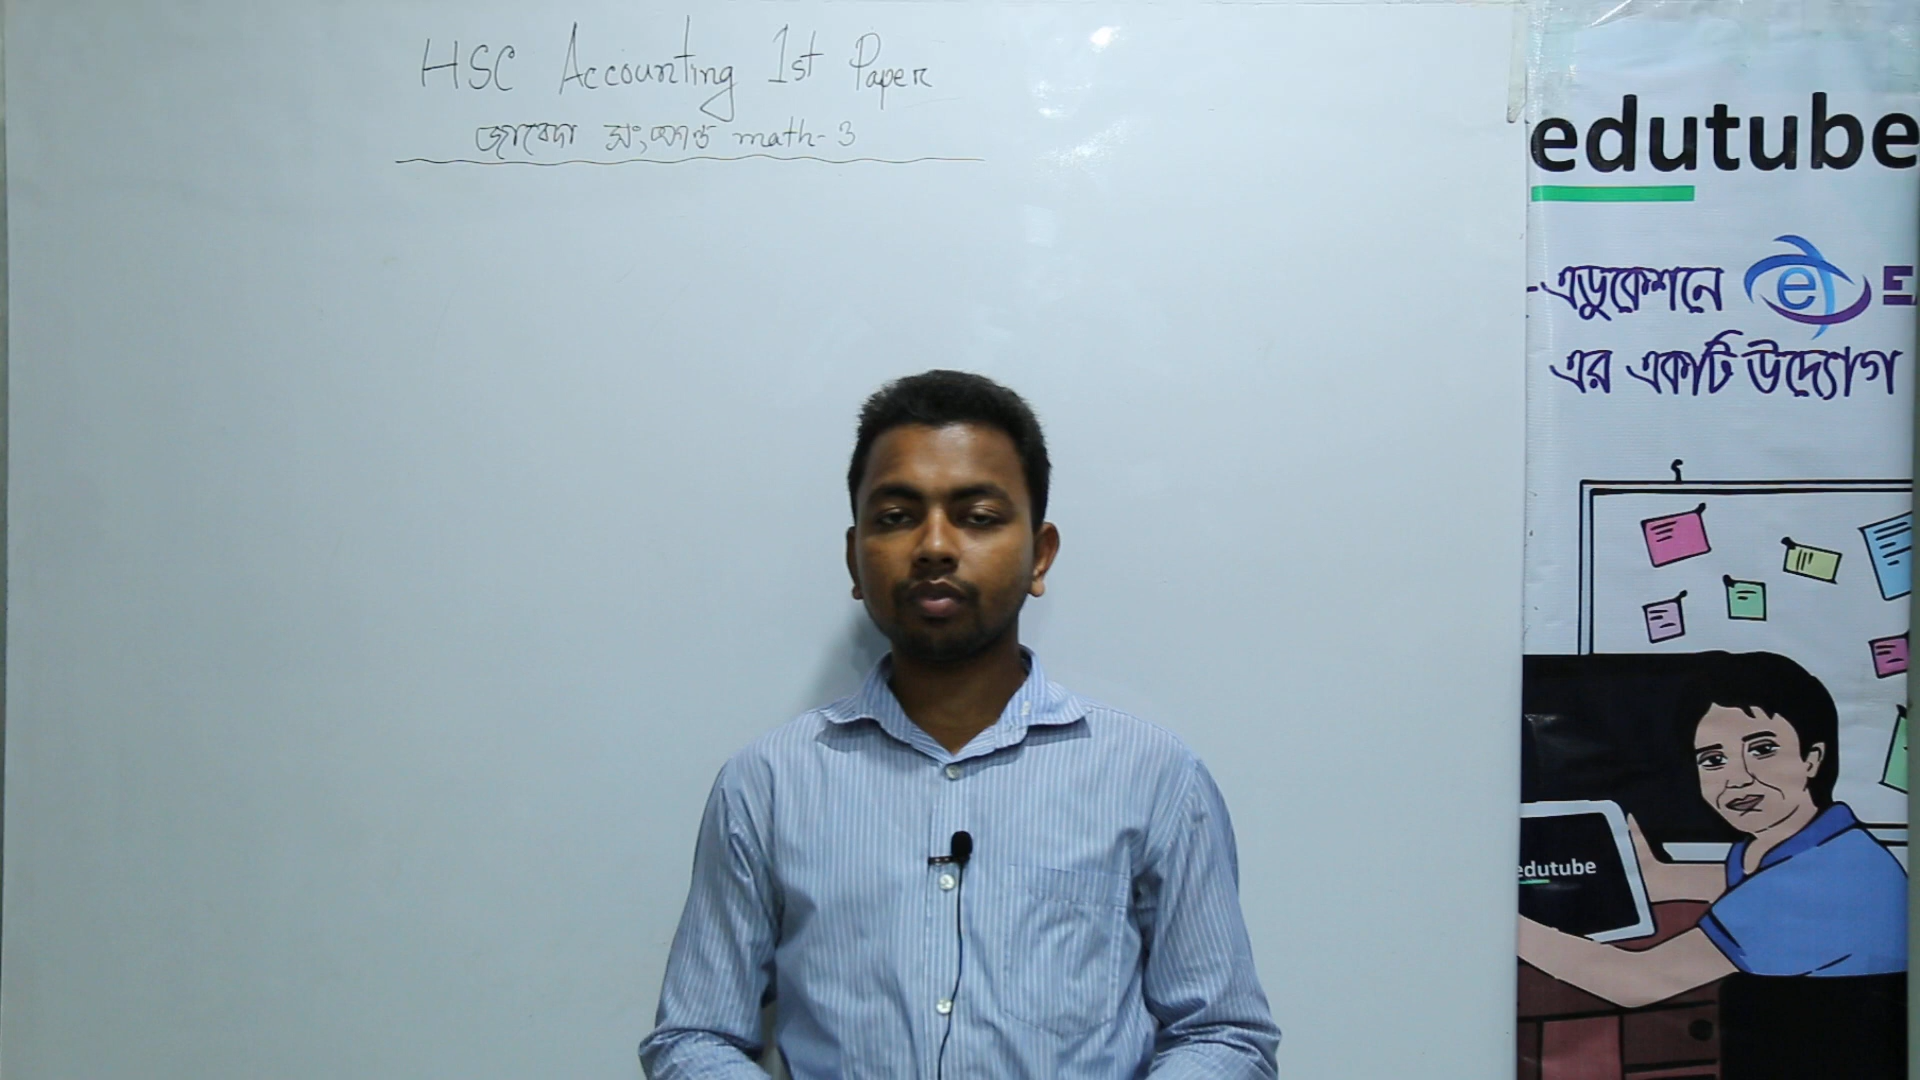 HSC Accounting 1st Paper
জাবেদা সংক্রান্ত math-3
edutube
-এডুকেশনে e E
এর একটি উদ্যোগ
edutube